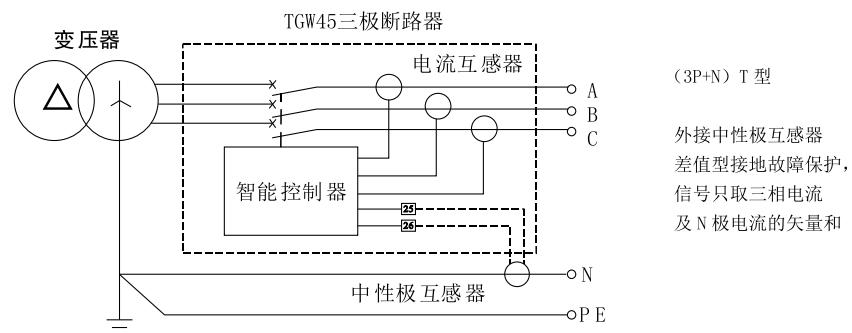 TGW45三极断路器
变压器
电流互感器
A
B
C
智能控制器
25
26
N
中性极互感器
PE
（3P+N）T 型
外接中性极互感器
差值型接地故障保护，
信号只取三相电流
及 N 极电流的矢量和